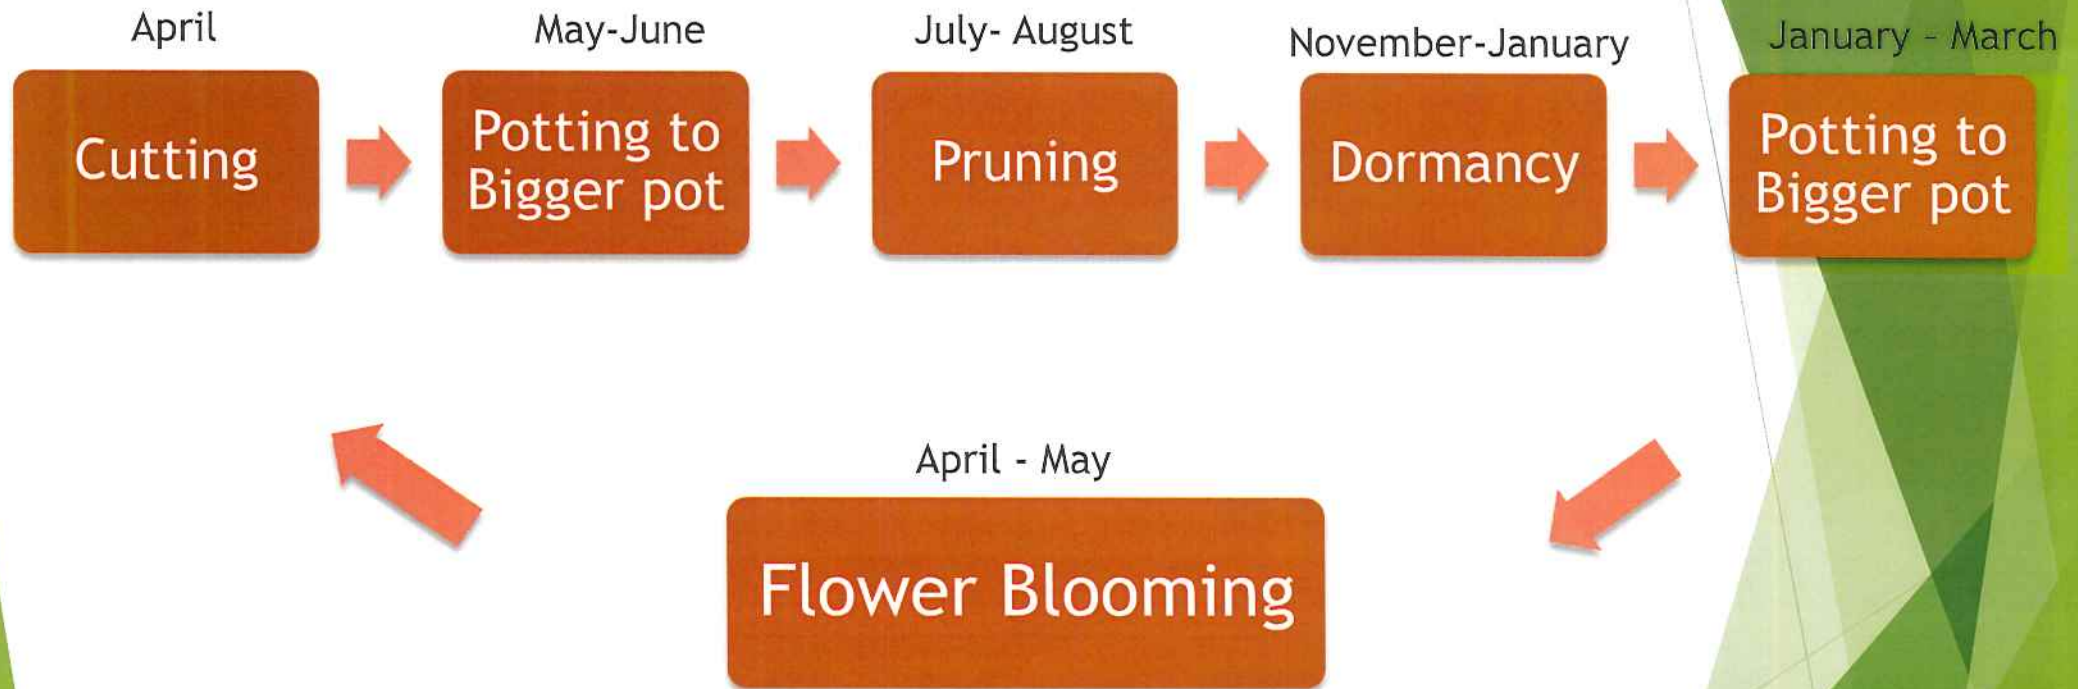 April
Cutting
May-June
Potting to
Bigger pot
July- August
Pruning
November-January
Dormancy
January – March
Potting to
Bigger pot
April - May
Flower Blooming